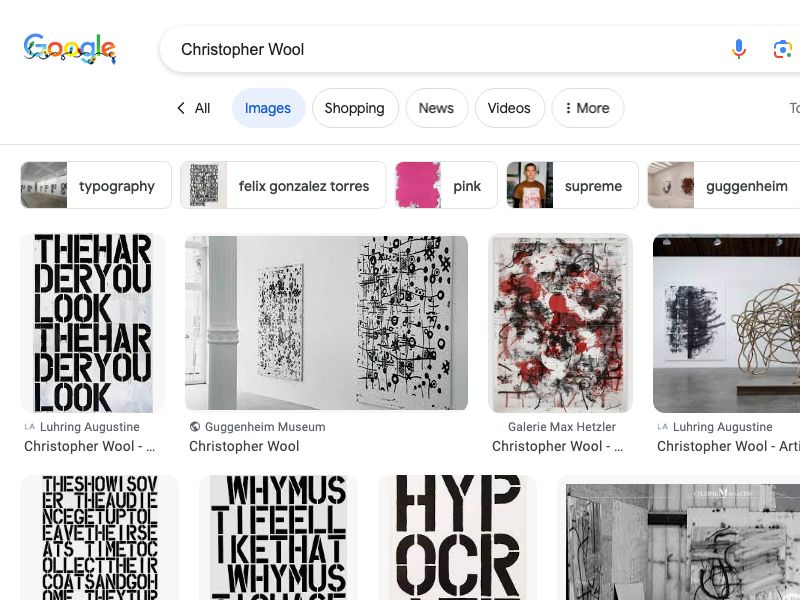 Google
Christopher Wool
All
Images
Shopping
News
Videos
More
To
typography
felix gonzalez torres
pink
supreme
guggenheim
THEHAR
DERYOU
LOOK
THEHAR
DERYOU
LOOK
LA Luhring Augustine
Christopher Wool - ...
Guggenheim Museum
Christopher Wool
Galerie Max Hetzler
Christopher Wool - ...
LA Luhring Augustine
Christopher Wool - Arti
THESHOWISOV
ER THEAUDIE
NCEGETUPTOL
EAVETHEIRSE
ATS TIMETOC
OLLECTTHEIR
COATSANDGOH
OME THEYTUR
WHYMUS
TIFEELL
IKETHAT
WHYMUS
TICHASE
HYP
OCR